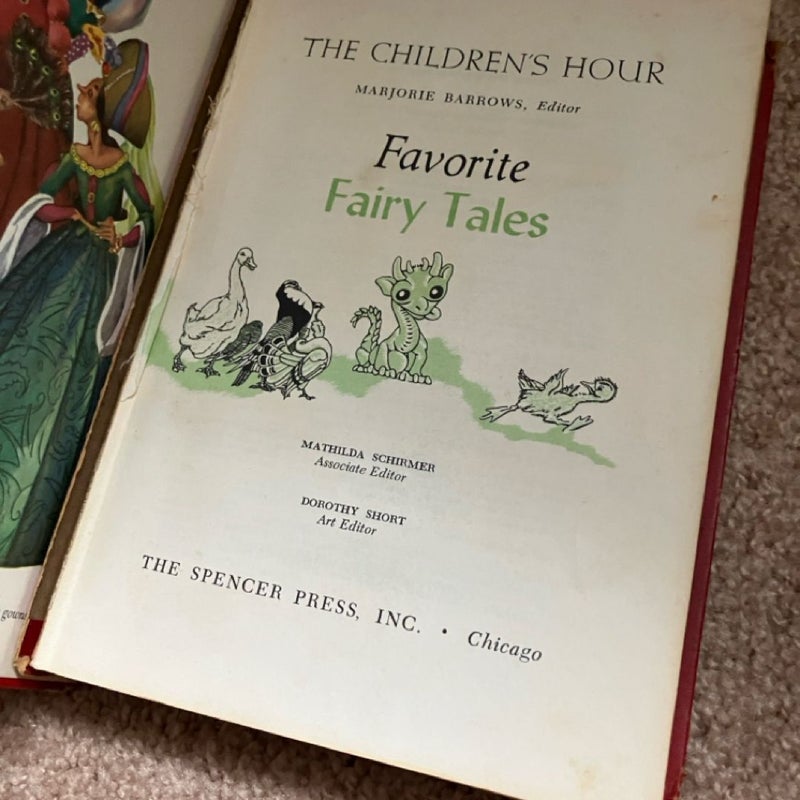 THE CHILDREN'S HOUR
MARJORIE BARROWS, Editor
Favorite
Fairy Tales
MATHILDA SCHIRMER
Associate Editor
DOROTHY SHORT
Art Editor
THE SPENCER PRESS, INC. • Chicago